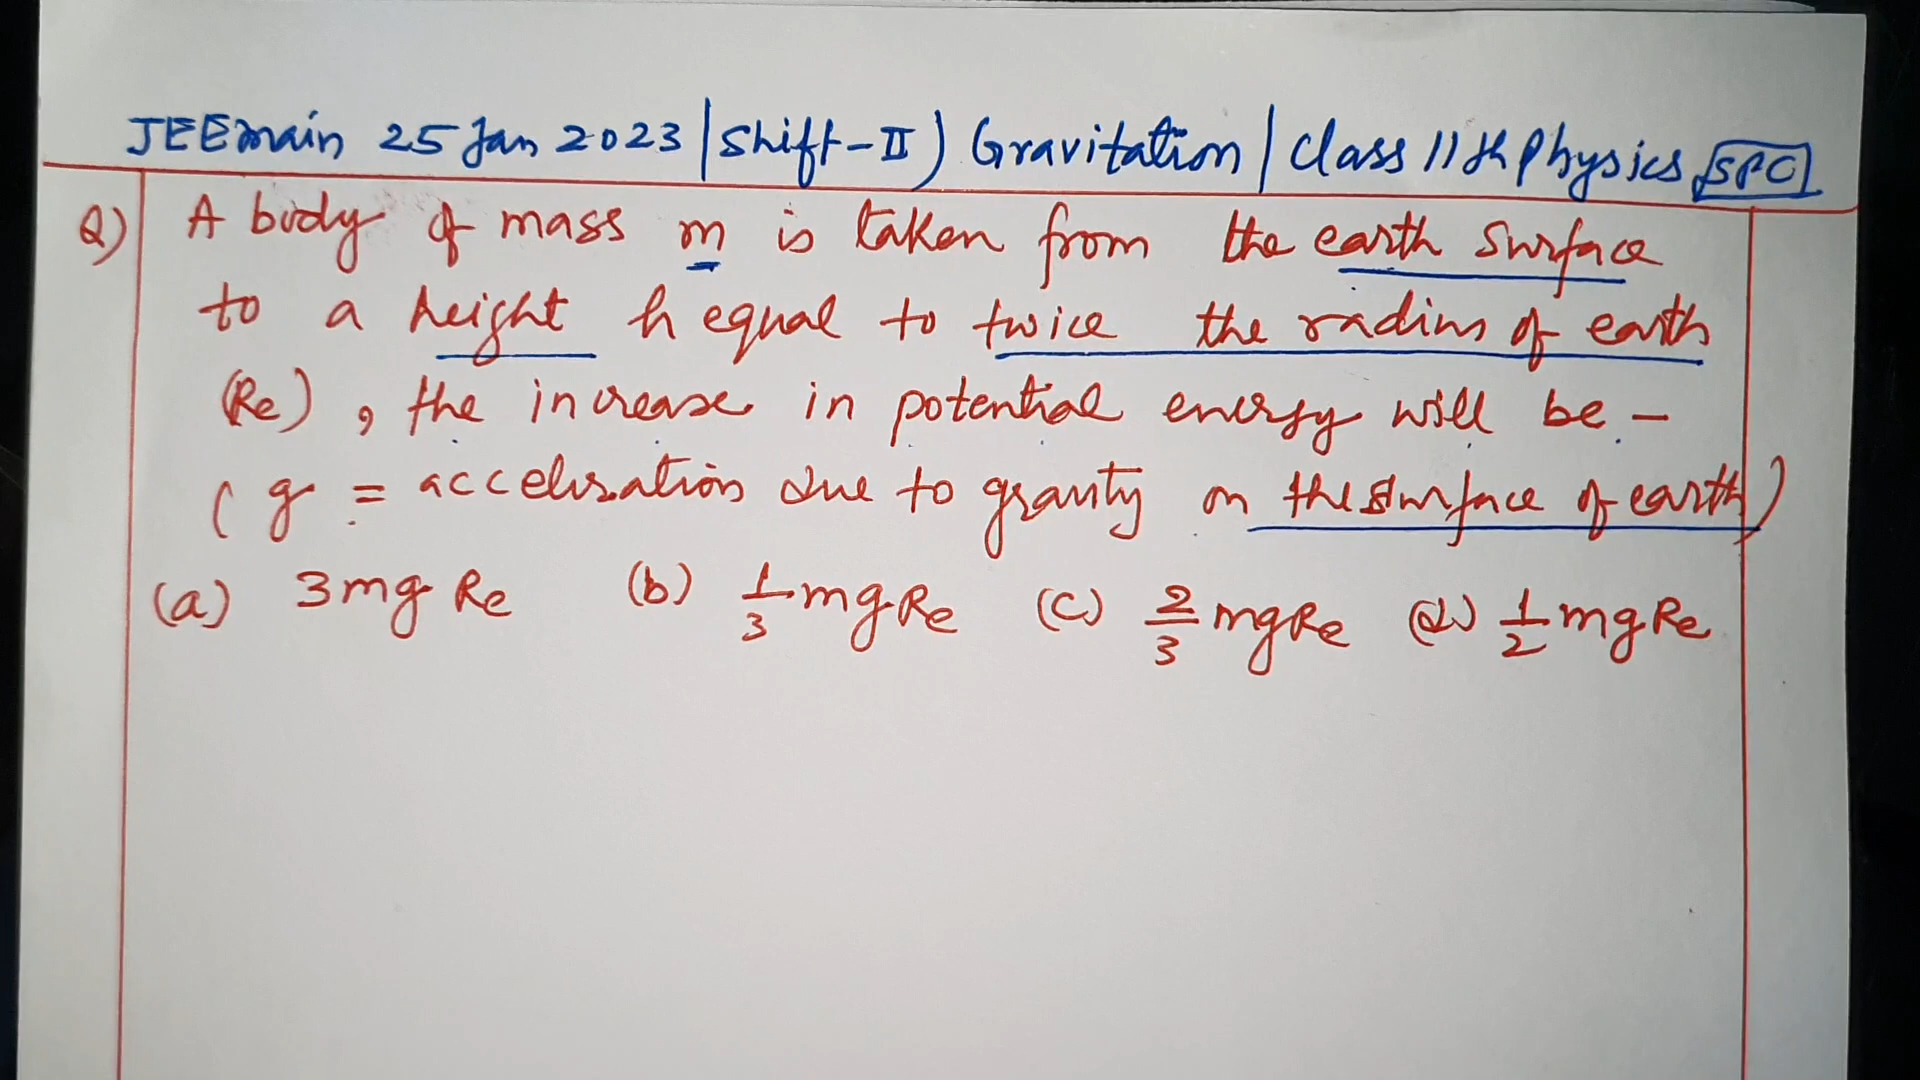 JEEmain 25 Jan 2023 | Shift-II) Gravitation | Class 11th Physics SPC
Q) A body of mass m is taken from the earth surface
to a height h equal to twice the radius of earth
(Re), the increase in potential energy will be -
(g = acceleration due to gravity on the surface of earth)
(a) 3mg Re (b) 1/3 mgRe (c) 2/3 mgRe (d) 1/2 mgRe